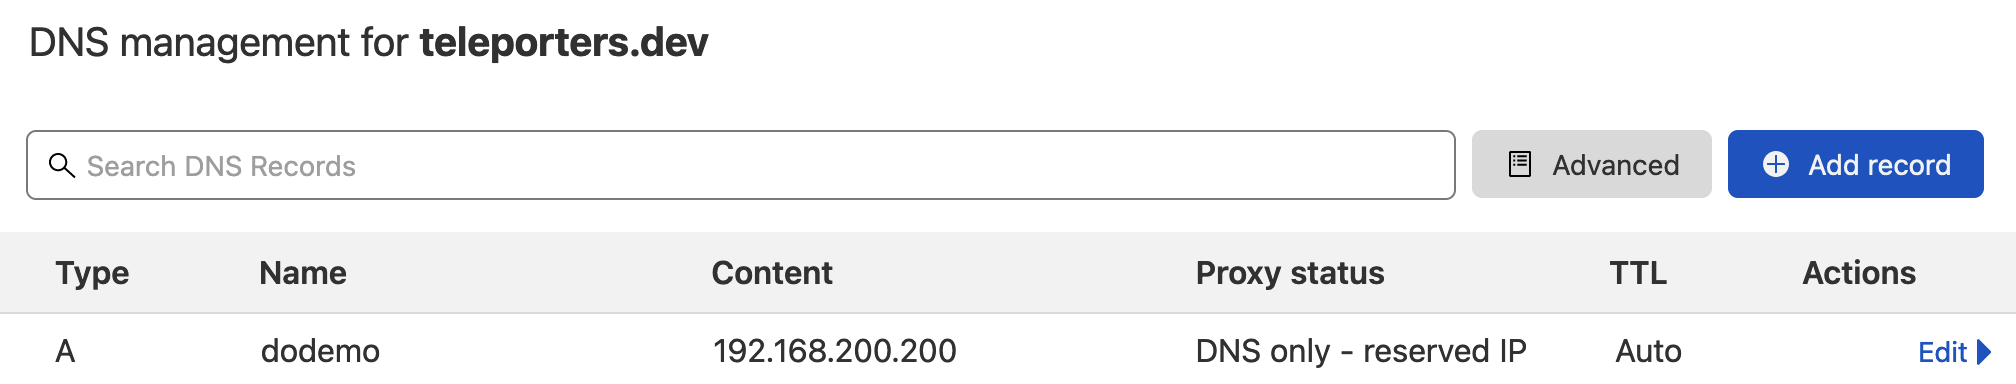 DNS management for teleporters.dev
Search DNS Records
Advanced
Add record
Type Name Content Proxy status TTL Actions
A dodemo 192.168.200.200 DNS only - reserved IP Auto Edit